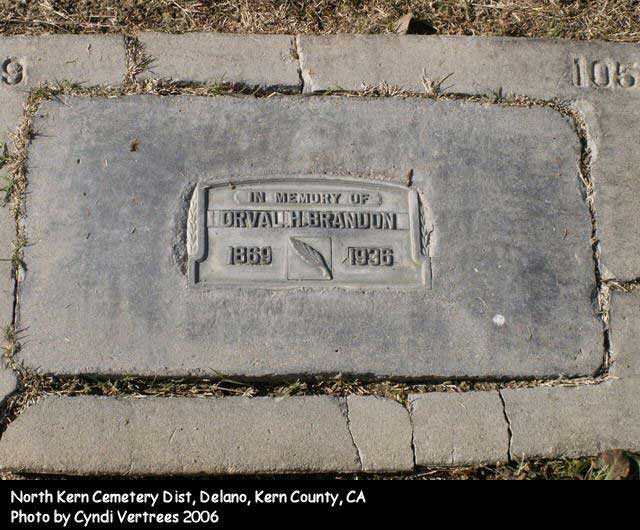 9
105
IN MEMORY OF
ORVAL H. BRANDON
1869 1936
North Kern Cemetery Dist, Delano, Kern County, CA
Photo by Cyndi Vertrees 2006